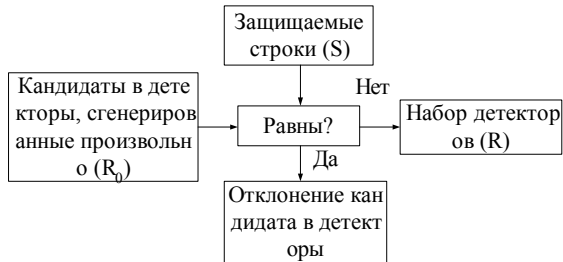 Защищаемые
строки (S)
Нет
Кандидаты в дете
кторы, сгенериров
анные произвольн
о (R0)
Равны?
Набор детектор
ов (R)
Да
Отклонение кан
дидата в детект
оры